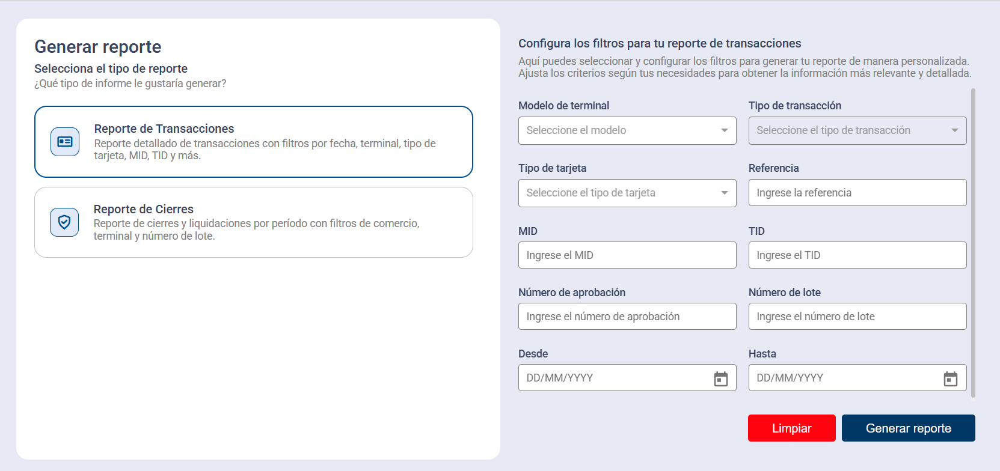 Generar reporte
Selecciona el tipo de reporte
¿Qué tipo de informe le gustaría generar?
Reporte de Transacciones
Reporte detallado de transacciones con filtros por fecha, terminal, tipo de
tarjeta, MID, TID y más.
Reporte de Cierres
Reporte de cierres y liquidaciones por período con filtros de comercio,
terminal y número de lote.
Configura los filtros para tu reporte de transacciones
Aquí puedes seleccionar y configurar los filtros para generar tu reporte de manera personalizada.
Ajusta los criterios según tus necesidades para obtener la información más relevante y detallada.
Modelo de terminal
Seleccione el modelo
Tipo de transacción
Seleccione el tipo de transacción
Tipo de tarjeta
Seleccione el tipo de tarjeta
Referencia
Ingrese la referencia
MID
Ingrese el MID
TID
Ingrese el TID
Número de aprobación
Ingrese el número de aprobación
Número de lote
Ingrese el número de lote
Desde
DD/MM/YYYY
Hasta
DD/MM/YYYY
Limpiar
Generar reporte